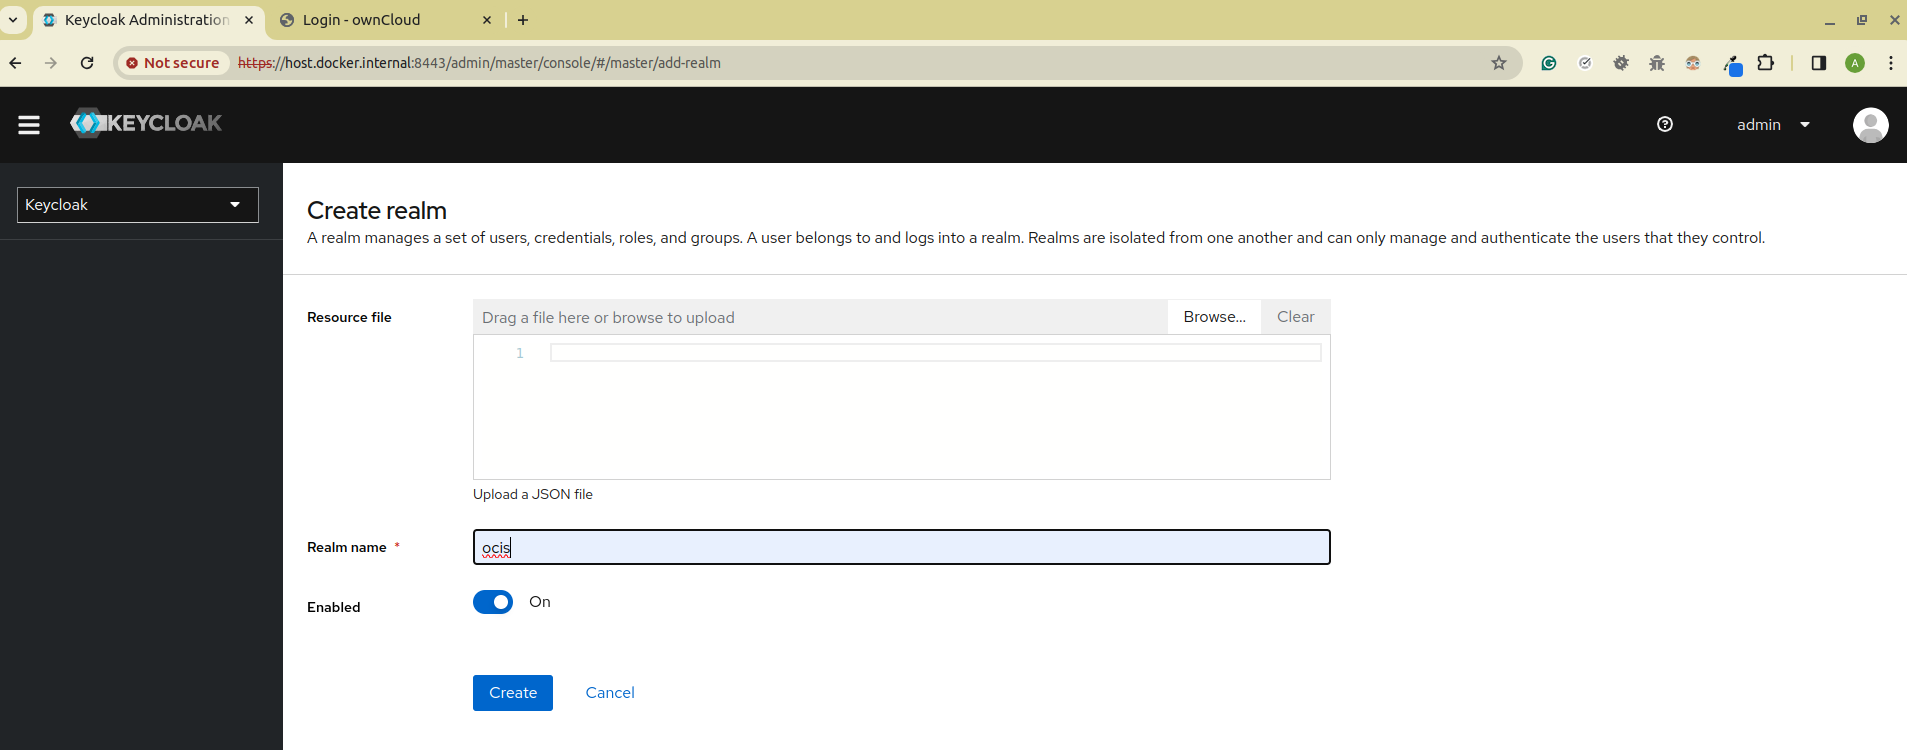 Keycloak Administration
Login - ownCloud
Not secure https://host.docker.internal:8443/admin/master/console/#/master/add-realm
A
KEYCLOAK
admin
Keycloak
Create realm
A realm manages a set of users, credentials, roles, and groups. A user belongs to and logs into a realm. Realms are isolated from one another and can only manage and authenticate the users that they control.
Resource file
Drag a file here or browse to upload
Browse...
Clear
1
Upload a JSON file
Realm name *
ocis
Enabled
On
Create
Cancel